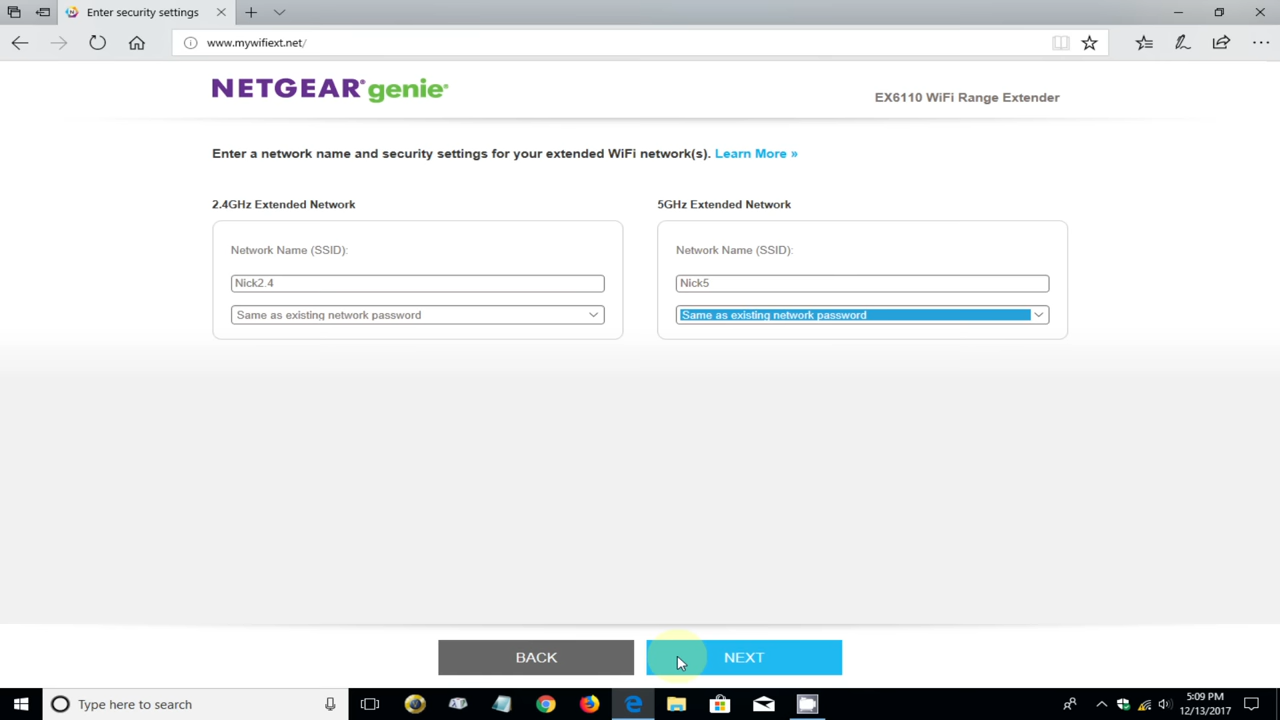 Enter security settings
www.mywifiext.net/
NETGEAR® genie®
EX6110 WiFi Range Extender
Enter a network name and security settings for your extended WiFi network(s). Learn More »
2.4GHz Extended Network
5GHz Extended Network
Network Name (SSID):
Network Name (SSID):
Nick2.4
Nick5
Same as existing network password
Same as existing network password
BACK
NEXT
Type here to search
5:09 PM
12/13/2017